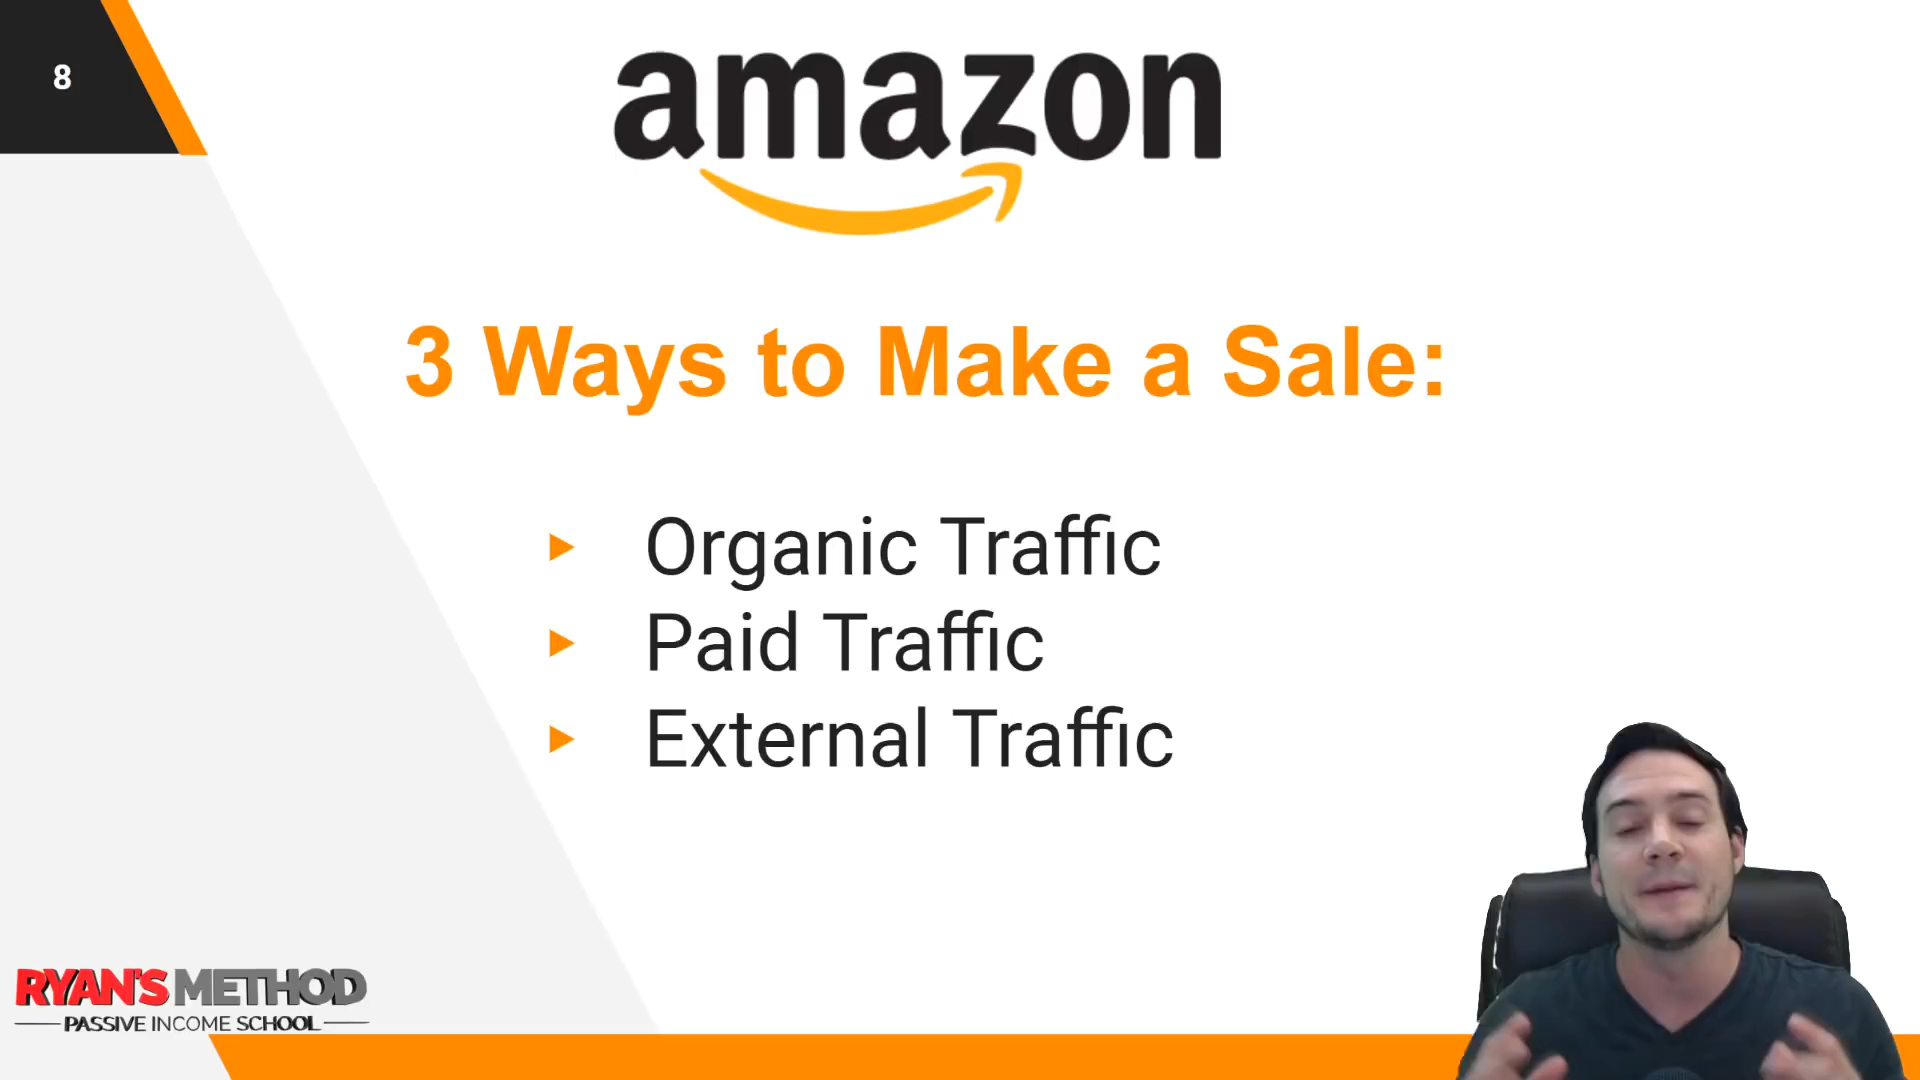 8
amazon
3 Ways to Make a Sale:
Organic Traffic
Paid Traffic
External Traffic
RYAN'S METHOD
PASSIVE INCOME SCHOOL